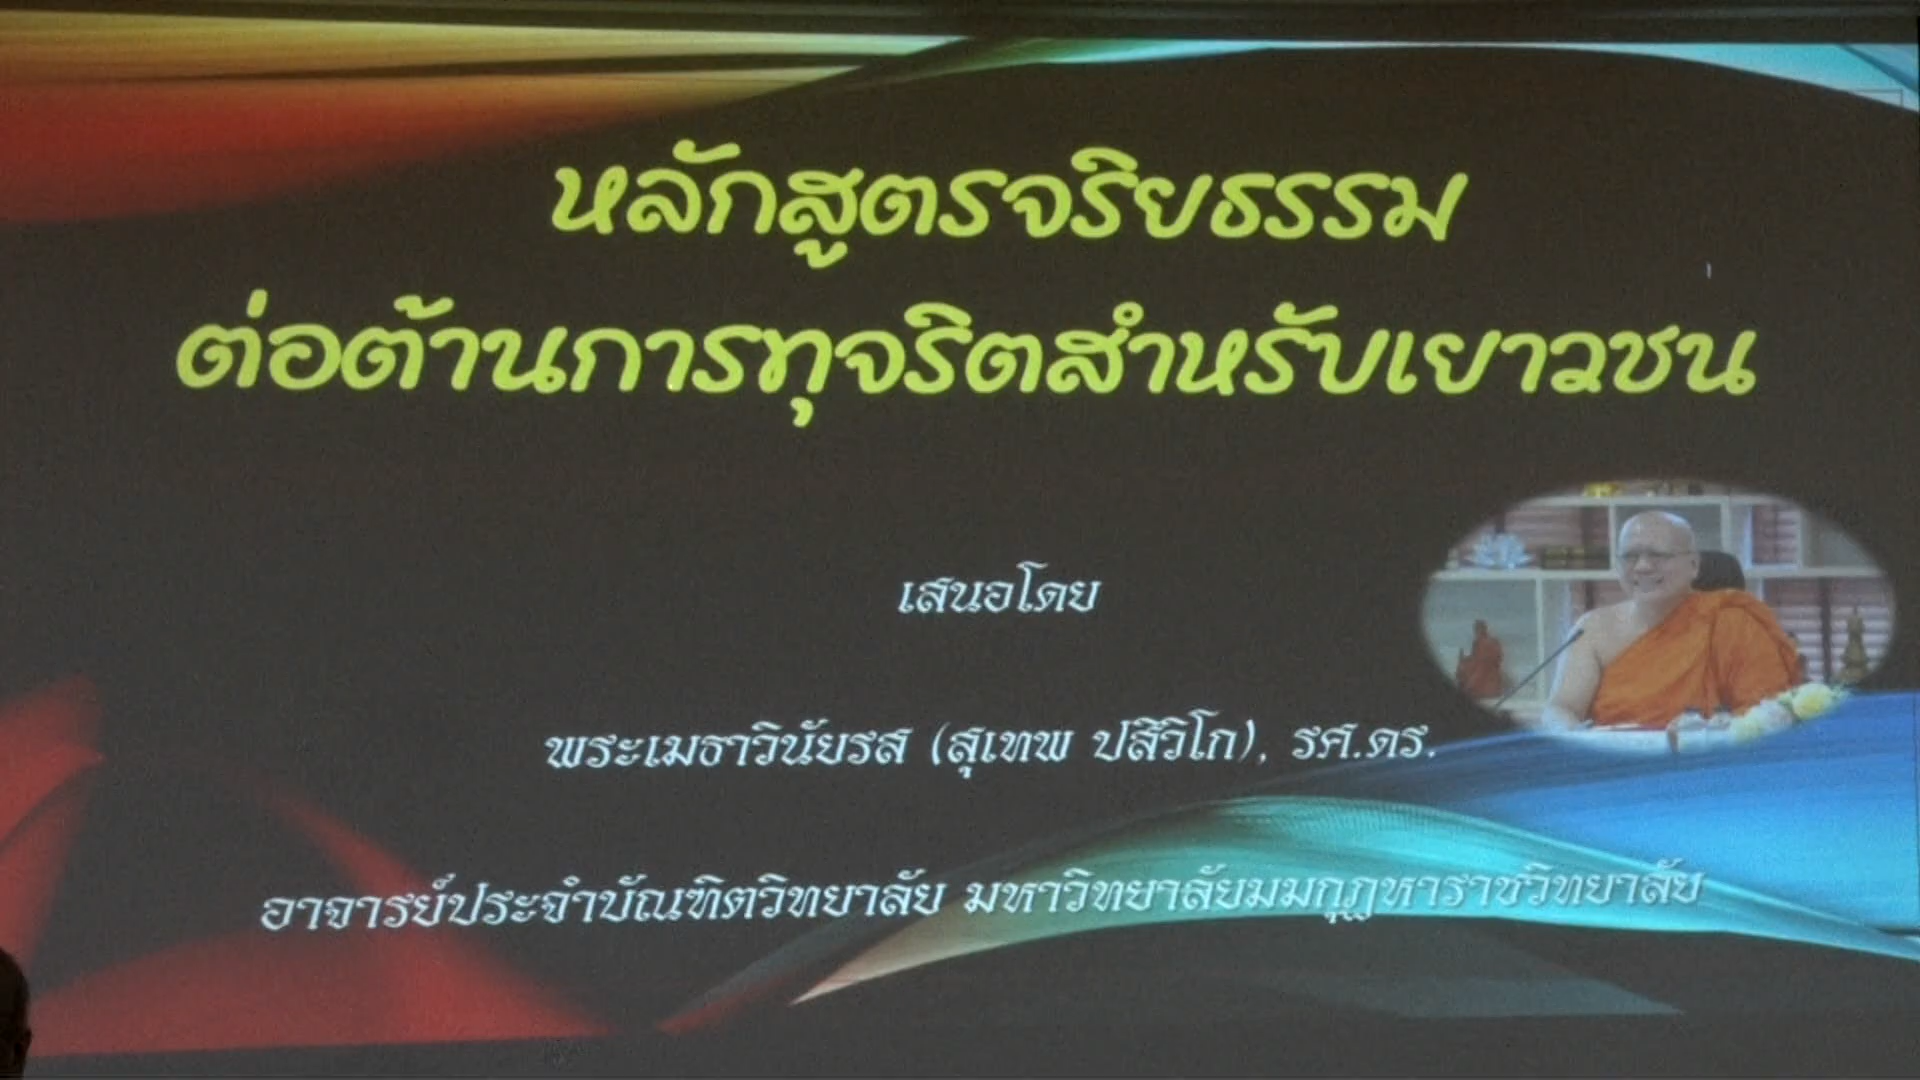 หลักสูตรจริยธรรม
ต่อต้านการทุจริตสำหรับเยาวชน
เสนอโดย
พระเมธาวินัยรส (สุเทพ ปสิวิโก), รศ.ดร.
อาจารย์ประจำบัณฑิตวิทยาลัย มหาวิทยาลัยมมกุฏหาราชวิทยาลัย